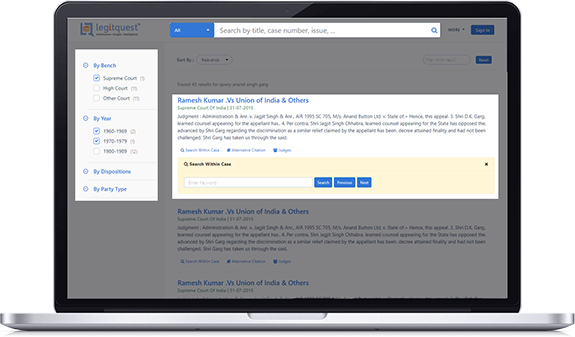 legitquest
All
Search by title, case number, issue, ...
MORE
Sign In
By Bench
Supreme Court (1)
High Court (11)
Other Court (11)
By Year
1960-1969 (2)
1970-1979 (1)
1900-1909 (12)
By Dispositions
By Party Type
Sort By :
Relevance
Reset
Found 45 results for query anand singh garg
Ramesh Kumar .Vs Union of India & Others
Supreme Court Of India | 31-07-2015
Judgment : Administration & Anr. v. Jagjit Singh & Anr., AIR 1995 SC 705, M/s. Anand Button Ltd. v. State of. Hence, this appeal. 3. Shri D.K. Garg,
learned counsel appearing for the appellant has.. 4. Per contra, Shri Jagjit Singh Chhabra, learned counsel appearing for the State has opposed the.
advanced by Shri Garg regarding the discrimination as a similar relief claimed by the appellant has been. decree attained finality and had not been
challenged. Shri Garg has taken us through the said.
Search Within Case
Alternative Citation
Judges
Search Within Case
Enter Keyword
Search
Previous
Next
Ramesh Kumar .Vs Union of India & Others
Supreme Court Of India | 31-07-2015
Judgment : Administration & Anr. v. Jagjit Singh & Anr., AIR 1995 SC 705, M/s. Anand Button Ltd. v. State of. Hence, this appeal. 3. Shri D.K. Garg,
learned counsel appearing for the appellant has.. 4. Per contra, Shri Jagjit Singh Chhabra, learned counsel appearing for the State has opposed the.
advanced by Shri Garg regarding the discrimination as a similar relief claimed by the appellant has been. decree attained finality and had not been
challenged. Shri Garg has taken us through the said.
Search Within Case
Alternative Citation
Judges
Ramesh Kumar .Vs Union of India & Others
Supreme Court Of India | 31-07-2015